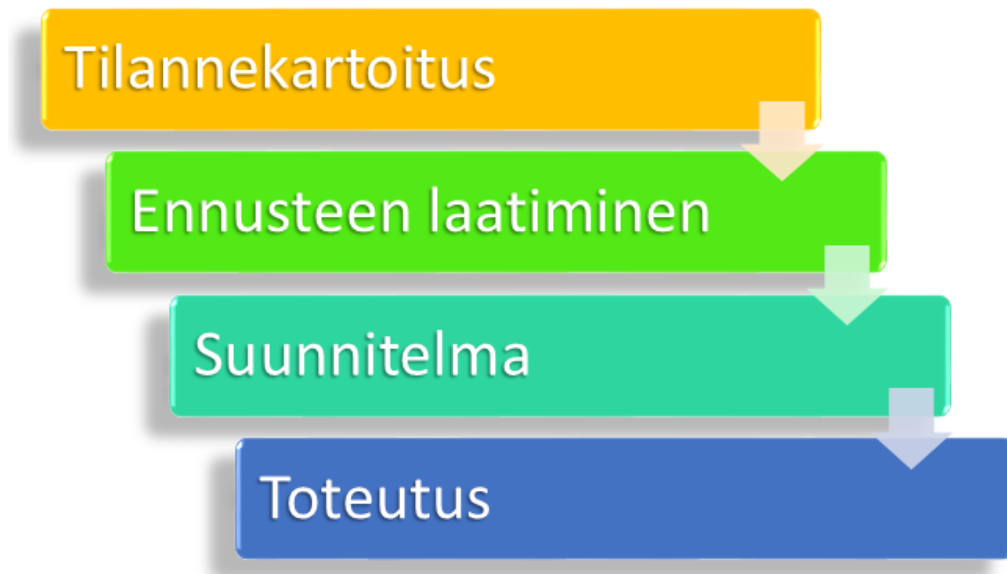 Tilannekartoitus
Ennusteen laatiminen
Suunnitelma
Toteutus